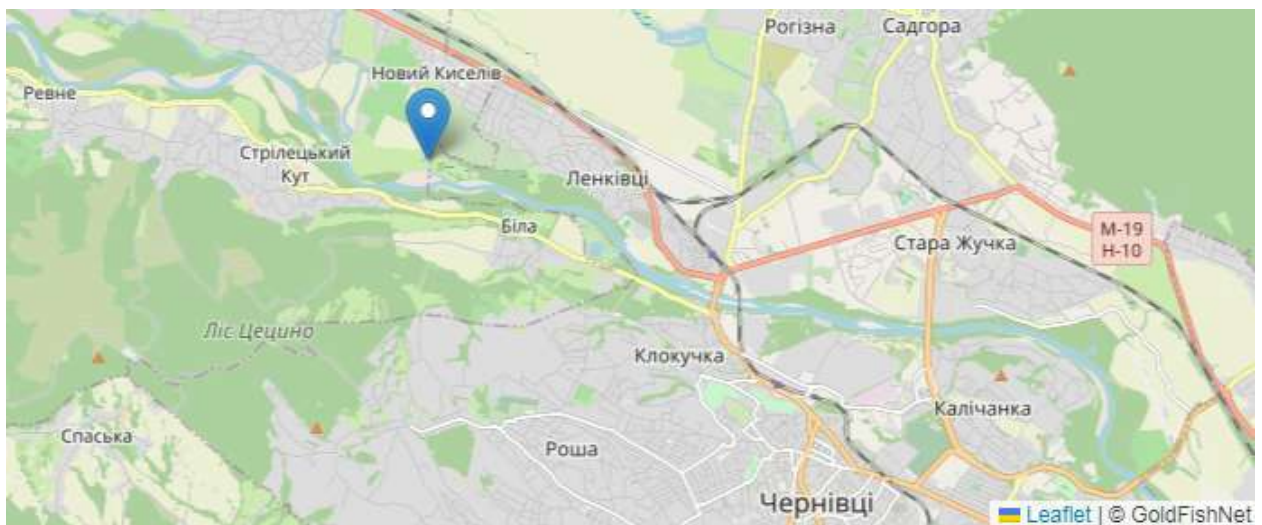 Рогізна
Садгора
Новий Киселів
Ревне
Стрілецький
Кут
Ленківці
Біла
М-19
Н-10
Стара Жучка
Ліс Цецино
Клокучка
Калічанка
Спаська
Роша
Чернівці
Leaflet | © GoldFishNet